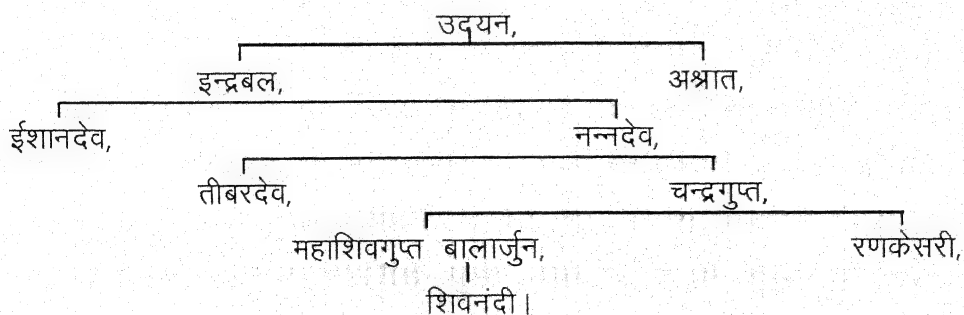 उदयन,
इन्द्रबल, अश्रात,
ईशानदेव, नन्नदेव,
तीबरदेव, चन्द्रगुप्त,
महाशिवगुप्त बालार्जुन, रणकेसरी,
शिवनंदी।